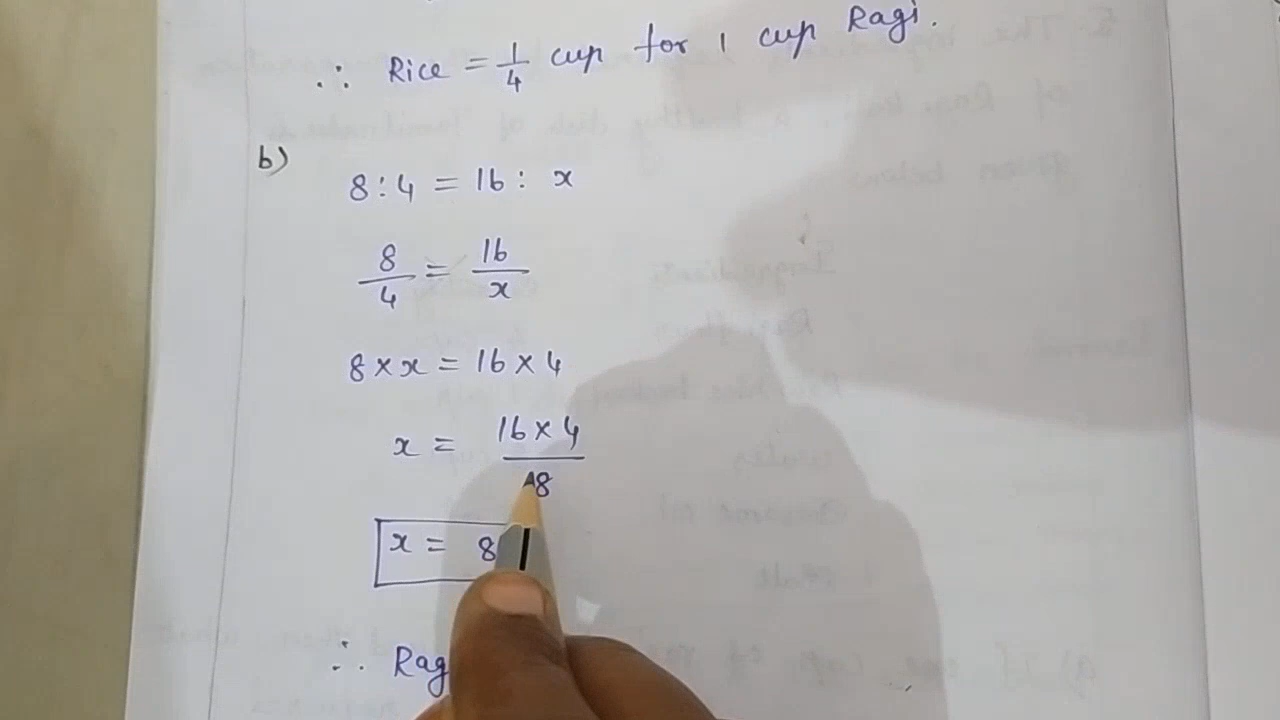 ∴ Rice = 1/4 cup for 1 cup Ragi.
b)
8 : 4 = 16 : x
8/4 = 16/x
8 × x = 16 × 4
x = 16 × 4 / 8
x = 8
∴